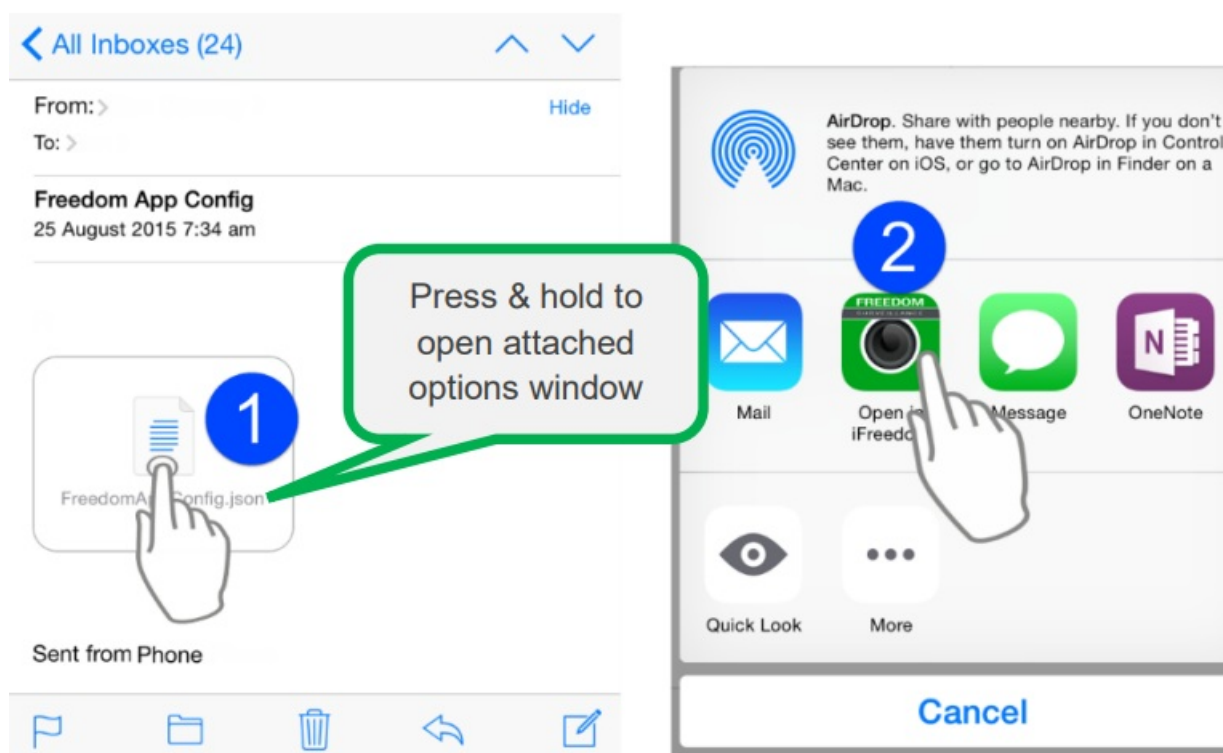 All Inboxes (24)
From:
Hide
To:
Freedom App Config
25 August 2015 7:34 am
1
Config.json
Sent from Phone
Press & hold to
open attached
options window
AirDrop. Share with people nearby. If you don't
see them, have them turn on AirDrop in Control
Center on iOS, or go to AirDrop in Finder on a
Mac.
2
FREEDOM
Mail
Open
Message
OneNote
Quick Look
More
Cancel